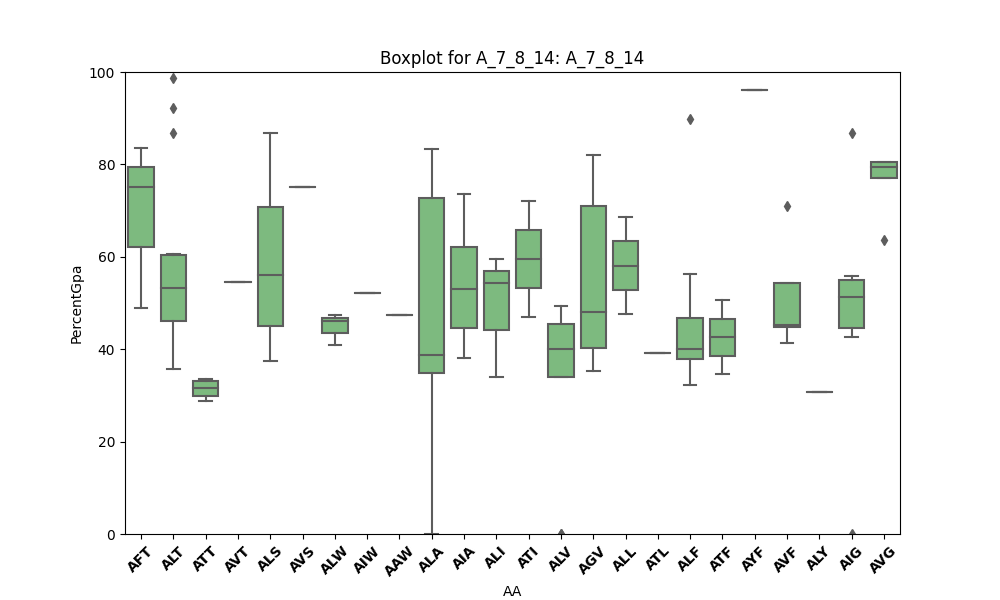 Boxplot for A_7_8_14: A_7_8_14
100
80
60
40
20
0
PercentGpa
AFT ALT ATT AVT ALS AVS ALW AIW AAW ALA AIA ALI ATI ALV AGV ALL ATL ALF ATF AYF AVF ALY AIG AVG
AA